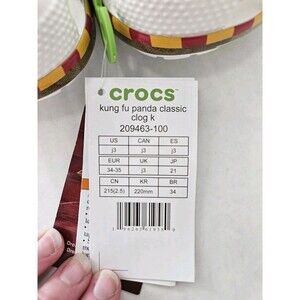 crocs™
kung fu panda classic
clog k
209463-100
US CAN ES
j3 j3 j3
EUR UK JP
34-35 j3 21
CN KR BR
215(2.5) 220mm 34